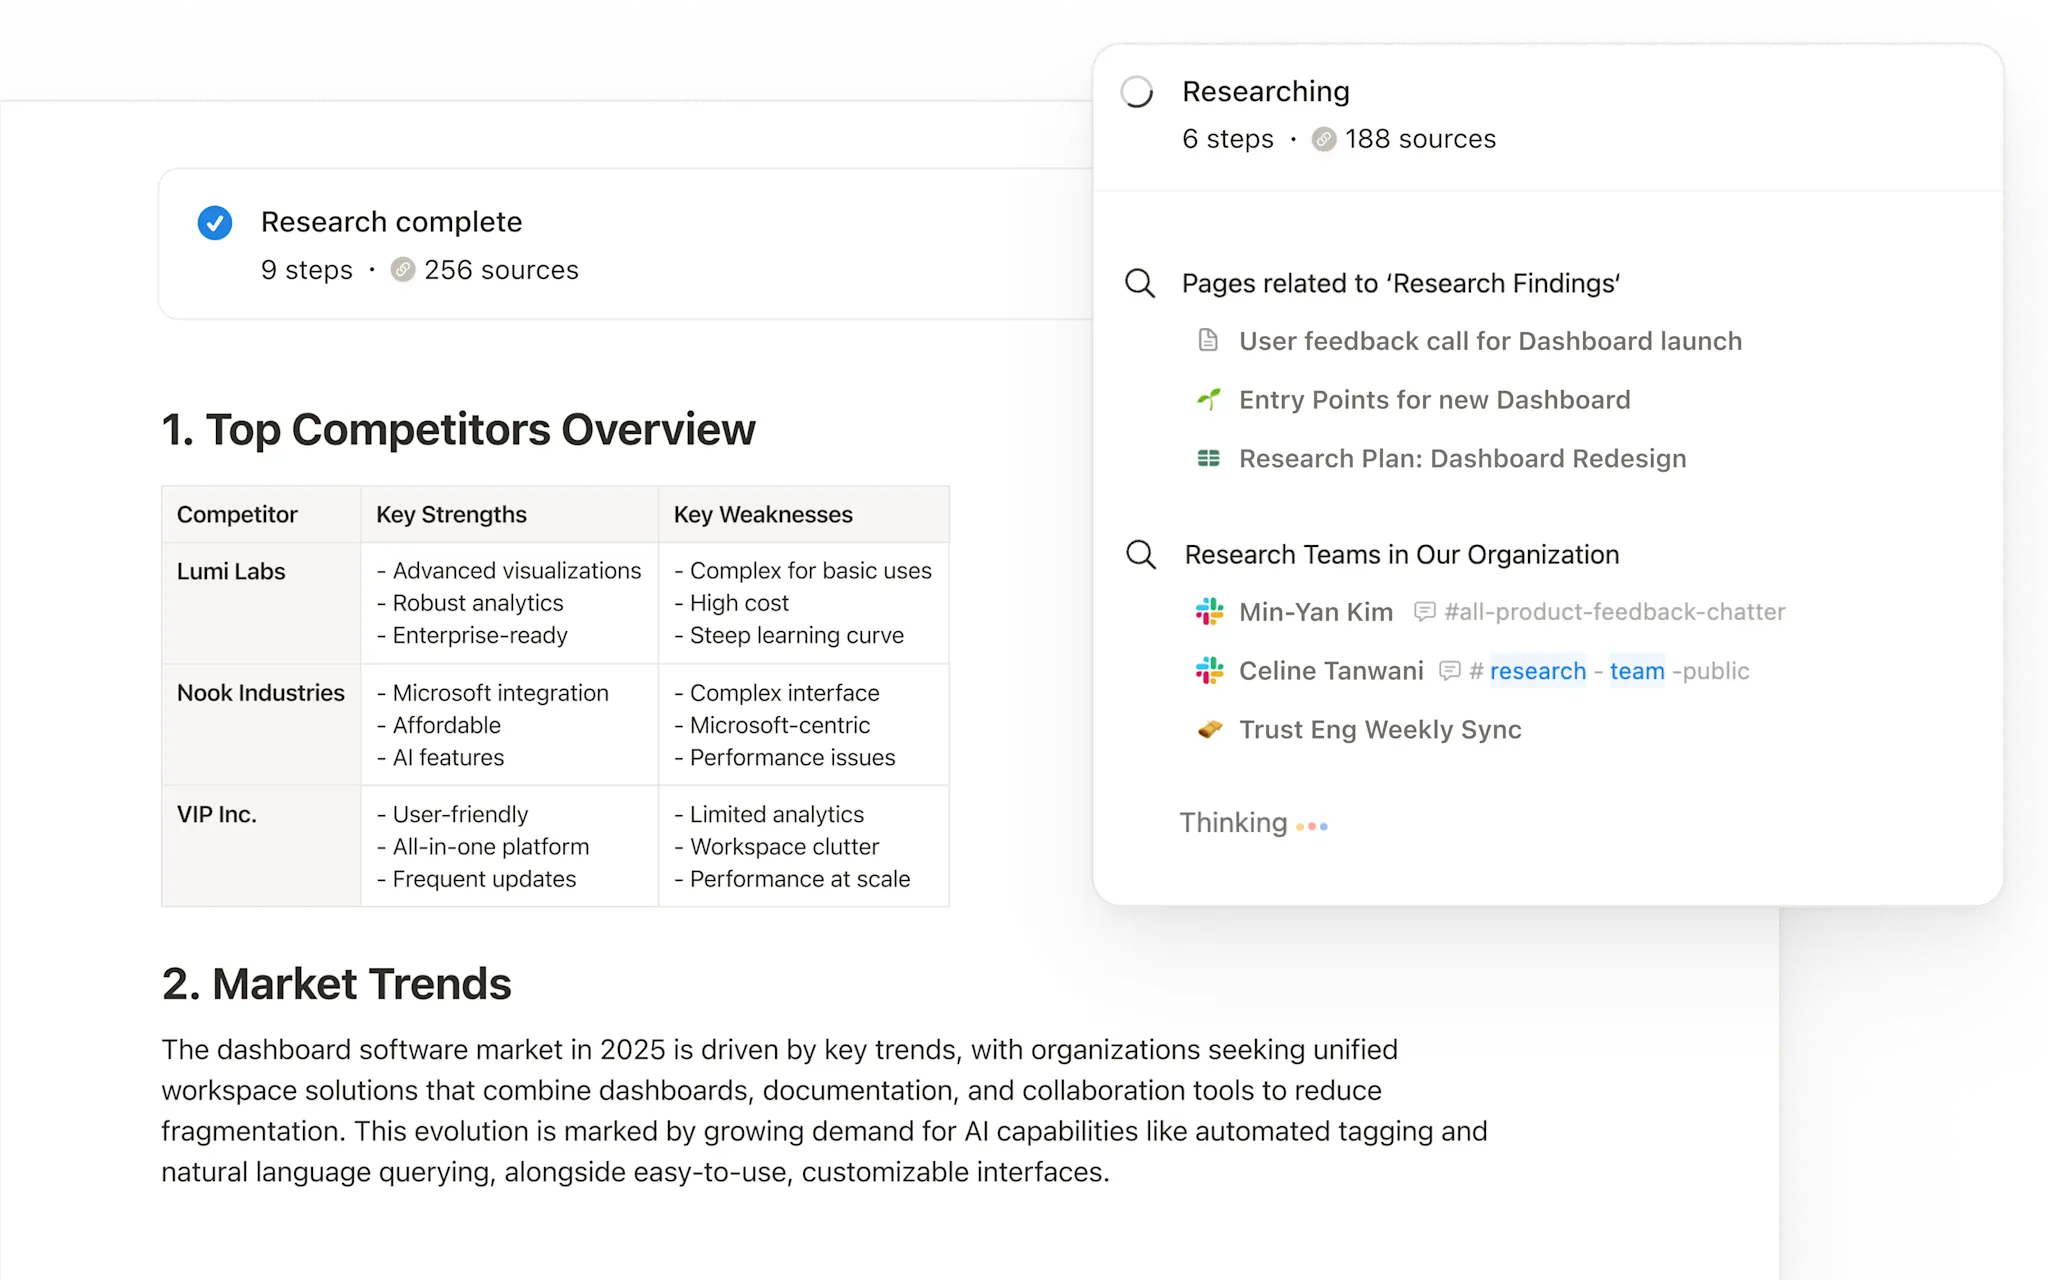 Research complete
9 steps · 256 sources
1. Top Competitors Overview
Competitor Key Strengths Key Weaknesses
Lumi Labs - Advanced visualizations - Complex for basic uses
- Robust analytics - High cost
- Enterprise-ready - Steep learning curve
Nook Industries - Microsoft integration - Complex interface
- Affordable - Microsoft-centric
- AI features - Performance issues
VIP Inc. - User-friendly - Limited analytics
- All-in-one platform - Workspace clutter
- Frequent updates - Performance at scale
2. Market Trends
The dashboard software market in 2025 is driven by key trends, with organizations seeking unified
workspace solutions that combine dashboards, documentation, and collaboration tools to reduce
fragmentation. This evolution is marked by growing demand for AI capabilities like automated tagging and
natural language querying, alongside easy-to-use, customizable interfaces.
Researching
6 steps · 188 sources
Pages related to ‘Research Findings‘
User feedback call for Dashboard launch
Entry Points for new Dashboard
Research Plan: Dashboard Redesign
Research Teams in Our Organization
Min-Yan Kim #all-product-feedback-chatter
Celine Tanwani # research - team -public
Trust Eng Weekly Sync
Thinking